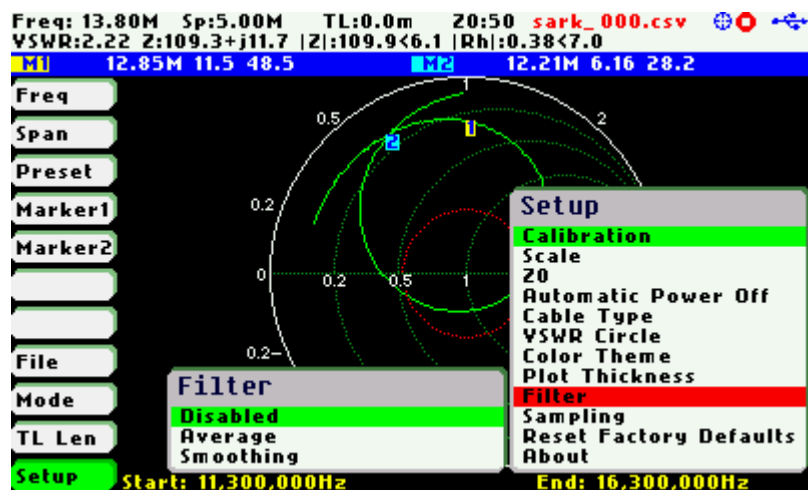 Freq: 13.80M Sp:5.00M TL:0.0m 20:50 sark_000.csv
VSWR:2.22 Z:109.3+j11.7 |Z|:109.9<6.1 |Rh|:0.38<7.0
M1 12.85M 11.5 48.5 M2 12.21M 6.16 28.2
Freq
Span
Preset
Marker1
Marker2
File
Mode
TL Len
Setup
1
0.5
2
1
2
0.2
0
0.2
0.5
1
0.2
Setup
Calibration
Scale
Z0
Automatic Power Off
Cable Type
VSWR Circle
Color Theme
Plot Thickness
Filter
Sampling
Reset Factory Defaults
About
Filter
Disabled
Average
Smoothing
Start: 11,300,000Hz End: 16,300,000Hz